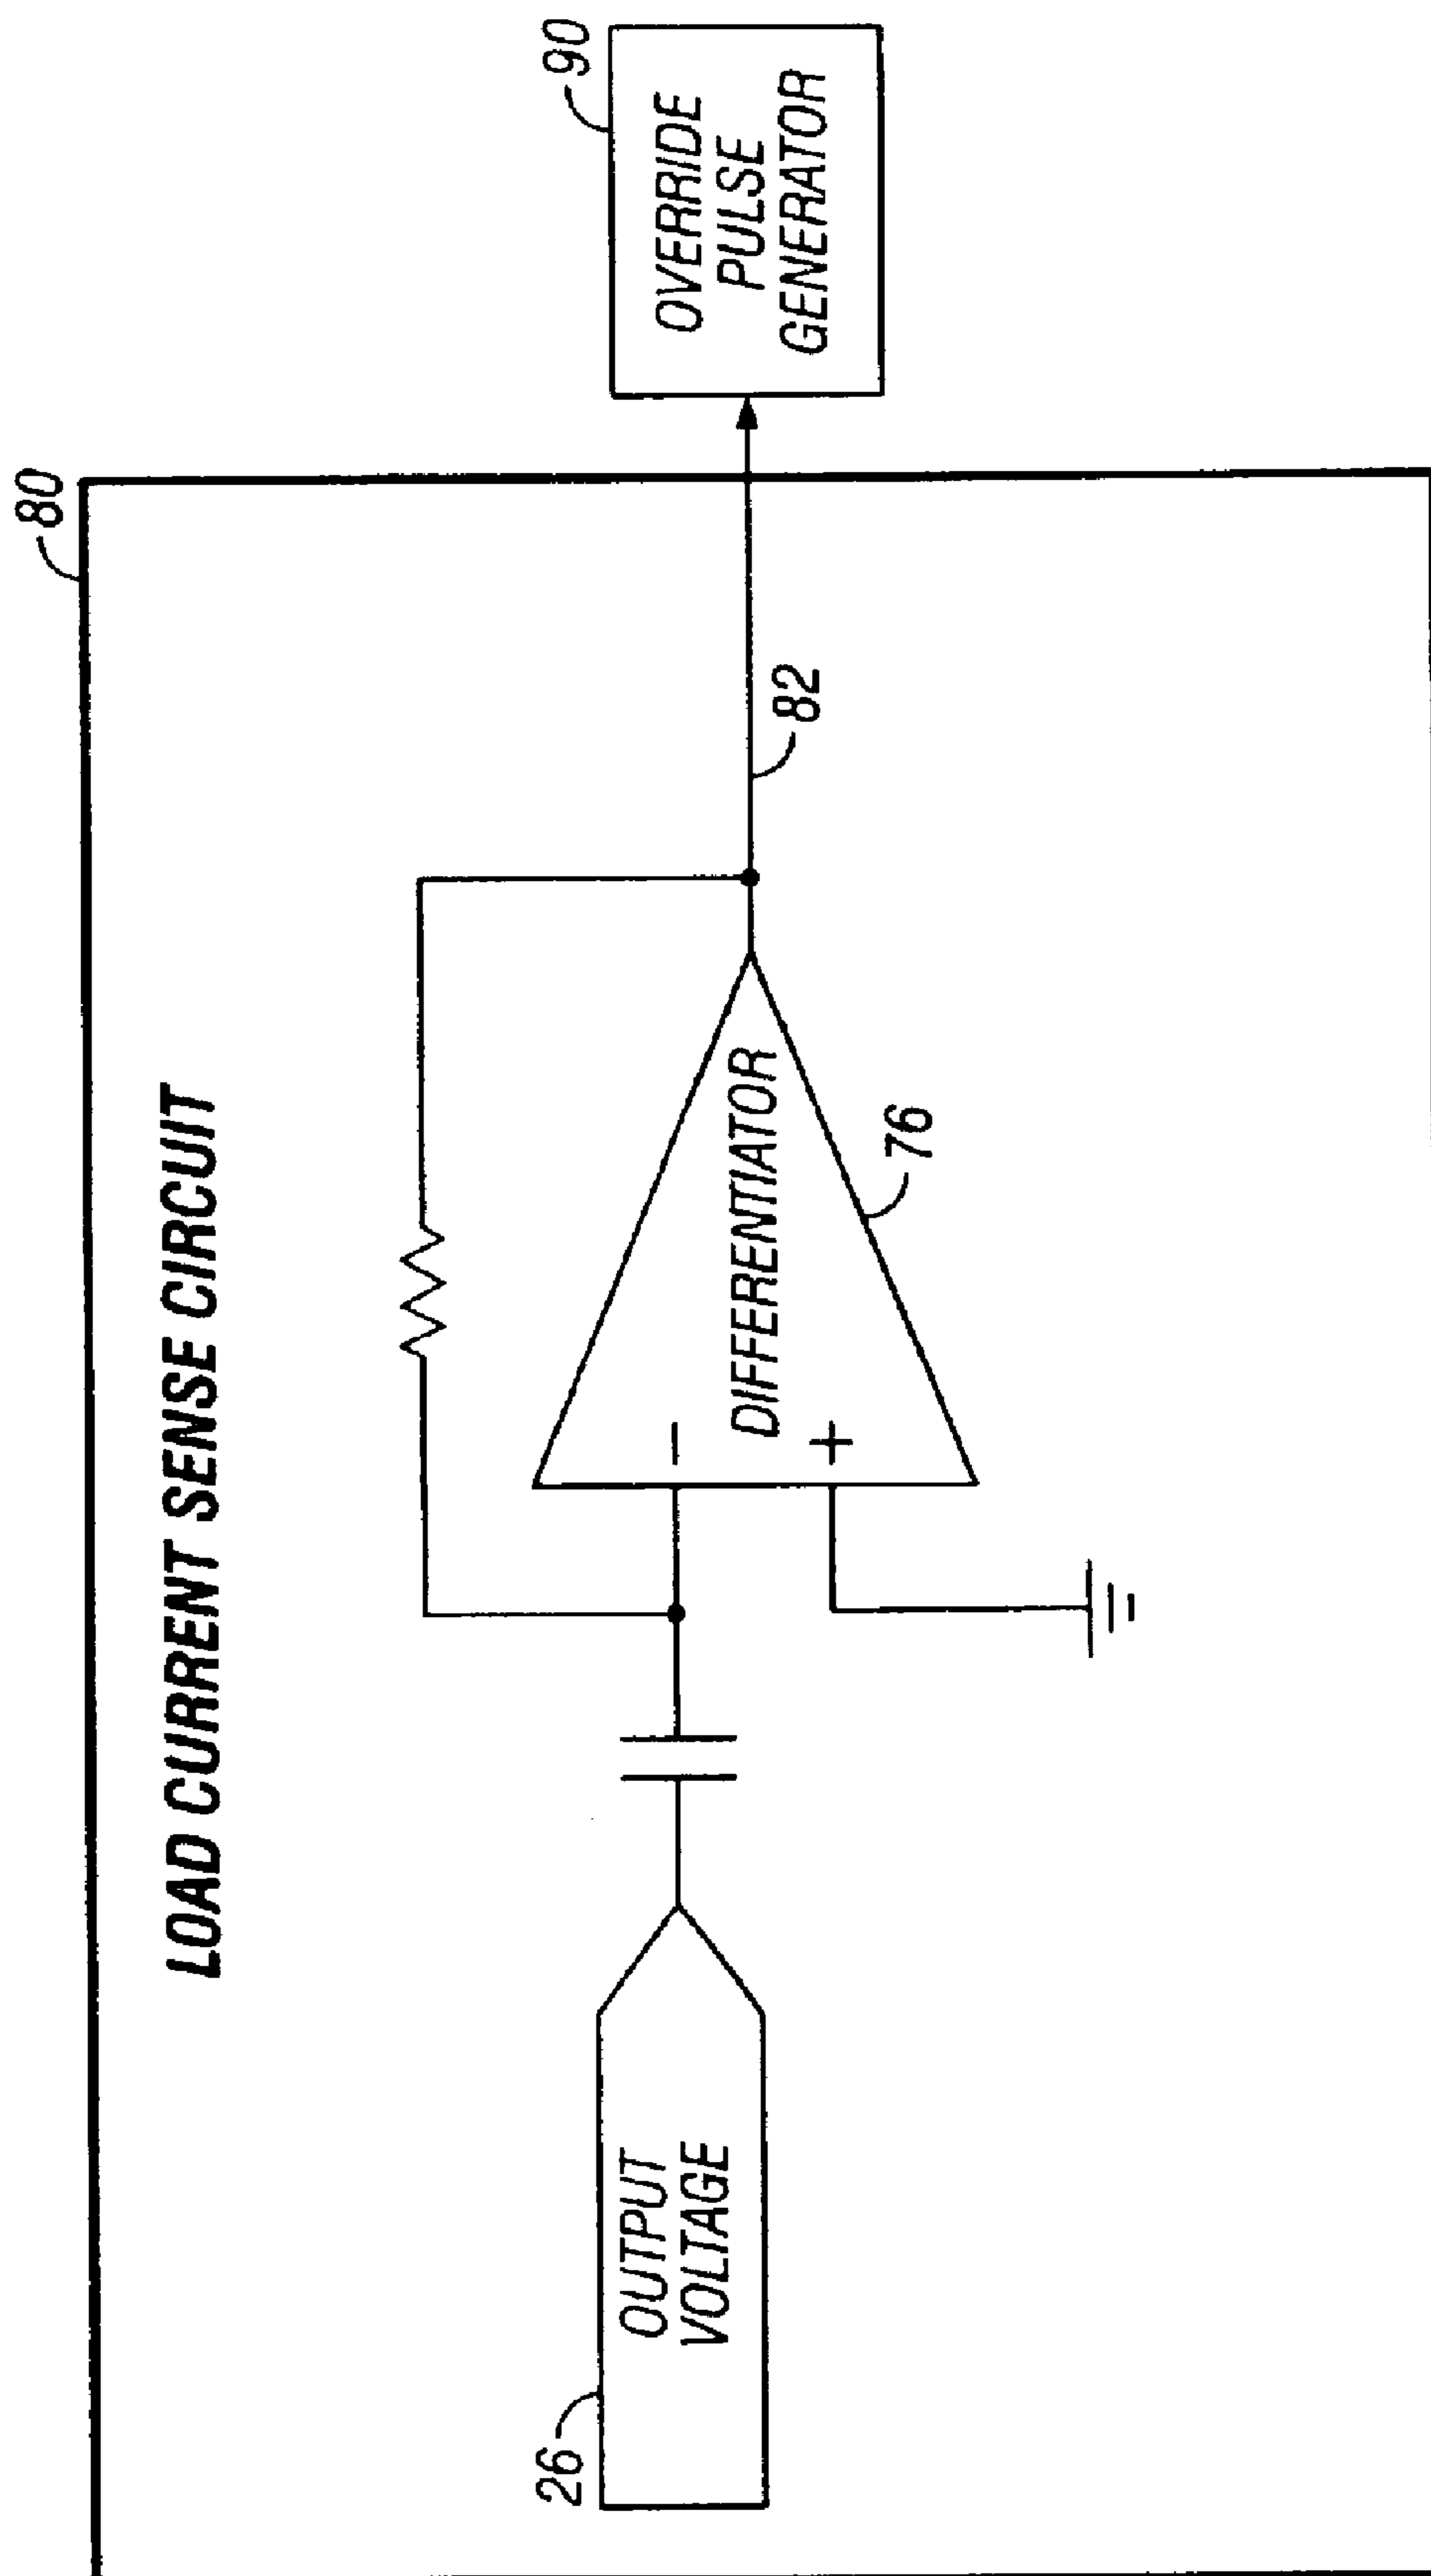 LOAD CURRENT SENSE CIRCUIT
80
26
OUTPUT
VOLTAGE
−
+
DIFFERENTIATOR
76
82
90
OVERRIDE
PULSE
GENERATOR